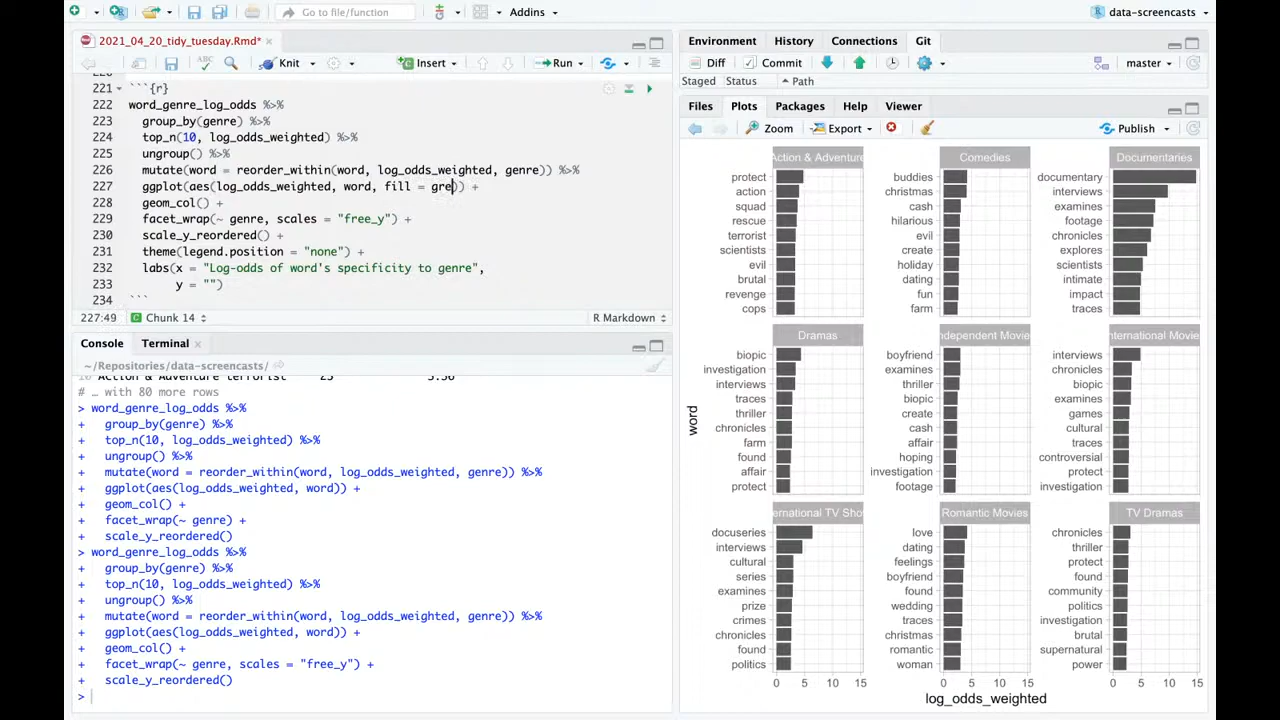 Go to file/function
Addins
data-screencasts
2021_04_20_tidy_tuesday.Rmd*
ABC
Knit
Insert
Run
221 ```{r}
222 word_genre_log_odds %>%
223 group_by(genre) %>%
224 top_n(10, log_odds_weighted) %>%
225 ungroup() %>%
226 mutate(word = reorder_within(word, log_odds_weighted, genre)) %>%
227 ggplot(aes(log_odds_weighted, word, fill = gre)) +
228 geom_col() +
229 facet_wrap(~ genre, scales = "free_y") +
230 scale_y_reordered() +
231 theme(legend.position = "none") +
232 labs(x = "Log-odds of word's specificity to genre",
233 y = "")
234 ```
227:49 Chunk 14 R Markdown
Console Terminal
~/Repositories/data-screencasts/
# … with 80 more rows
> word_genre_log_odds %>%
+ group_by(genre) %>%
+ top_n(10, log_odds_weighted) %>%
+ ungroup() %>%
+ mutate(word = reorder_within(word, log_odds_weighted, genre)) %>%
+ ggplot(aes(log_odds_weighted, word)) +
+ geom_col() +
+ facet_wrap(~ genre) +
+ scale_y_reordered()
> word_genre_log_odds %>%
+ group_by(genre) %>%
+ top_n(10, log_odds_weighted) %>%
+ ungroup() %>%
+ mutate(word = reorder_within(word, log_odds_weighted, genre)) %>%
+ ggplot(aes(log_odds_weighted, word)) +
+ geom_col() +
+ facet_wrap(~ genre, scales = "free_y") +
+ scale_y_reordered()
>
Environment History Connections Git
Diff Commit master
Staged Status Path
Files Plots Packages Help Viewer
Zoom Export Publish
Action & Adventure
protect
action
squad
rescue
terrorist
scientists
evil
brutal
revenge
cops
Comedies
buddies
christmas
cash
hilarious
evil
create
holiday
dating
fun
farm
Documentaries
documentary
interviews
examines
footage
chronicles
explores
scientists
intimate
impact
traces
Dramas
biopic
investigation
interviews
traces
thriller
chronicles
farm
found
affair
protect
ndependent Movie
boyfriend
examines
thriller
biopic
create
cash
affair
hoping
investigation
footage
nternational Movie
interviews
chronicles
biopic
examines
games
cultural
traces
controversial
protect
investigation
ernational TV Sho
docuseries
interviews
cultural
series
examines
prize
crimes
chronicles
found
politics
Romantic Movies
love
dating
feelings
boyfriend
found
wedding
traces
christmas
romantic
woman
TV Dramas
chronicles
thriller
protect
found
community
politics
investigation
brutal
supernatural
power
word
0 5 10 15 0 5 10 15 0 5 10 15
log_odds_weighted